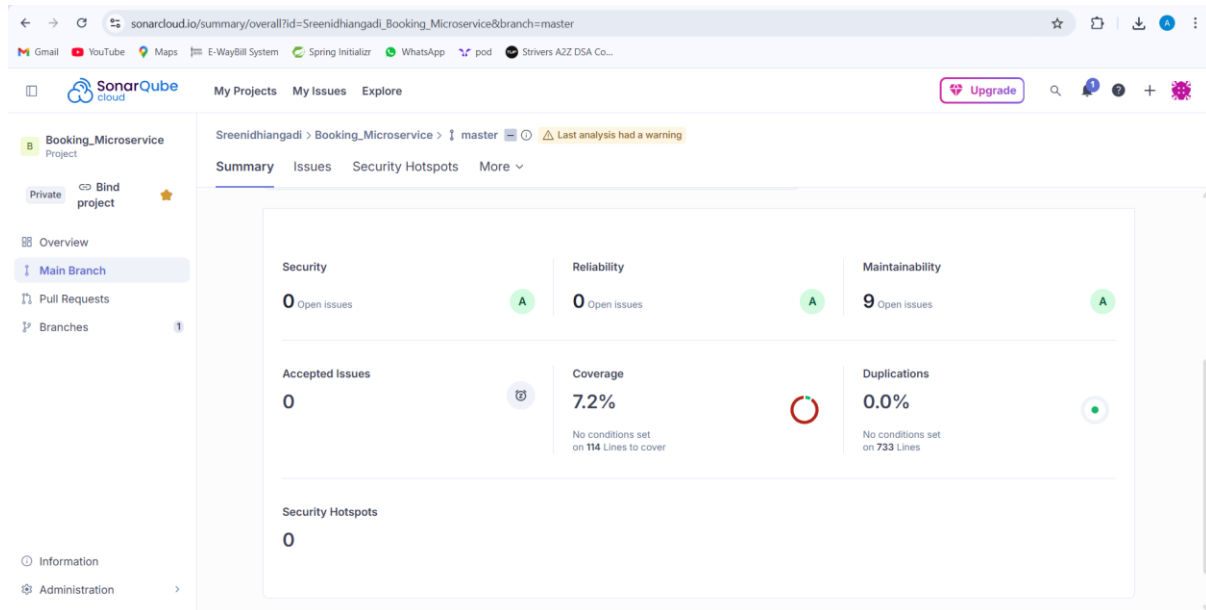 sonarcloud.io/summary/overall?id=Sreenidhiangadi_Booking_Microservice&branch=master
A
Gmail YouTube Maps E-WayBill System Spring Initializr WhatsApp pod Strivers A2Z DSA Co...
SonarQube cloud My Projects My Issues Explore Upgrade 1
B Booking_Microservice
Project
Private Bind project
Overview
Main Branch
Pull Requests
Branches 1
Information
Administration
Sreenidhiangadi > Booking_Microservice > master Last analysis had a warning
Summary Issues Security Hotspots More
Security Reliability Maintainability
0 Open issues A 0 Open issues A 9 Open issues A
Accepted Issues Coverage Duplications
0 7.2% 0.0%
No conditions set No conditions set
on 114 Lines to cover on 733 Lines
Security Hotspots
0